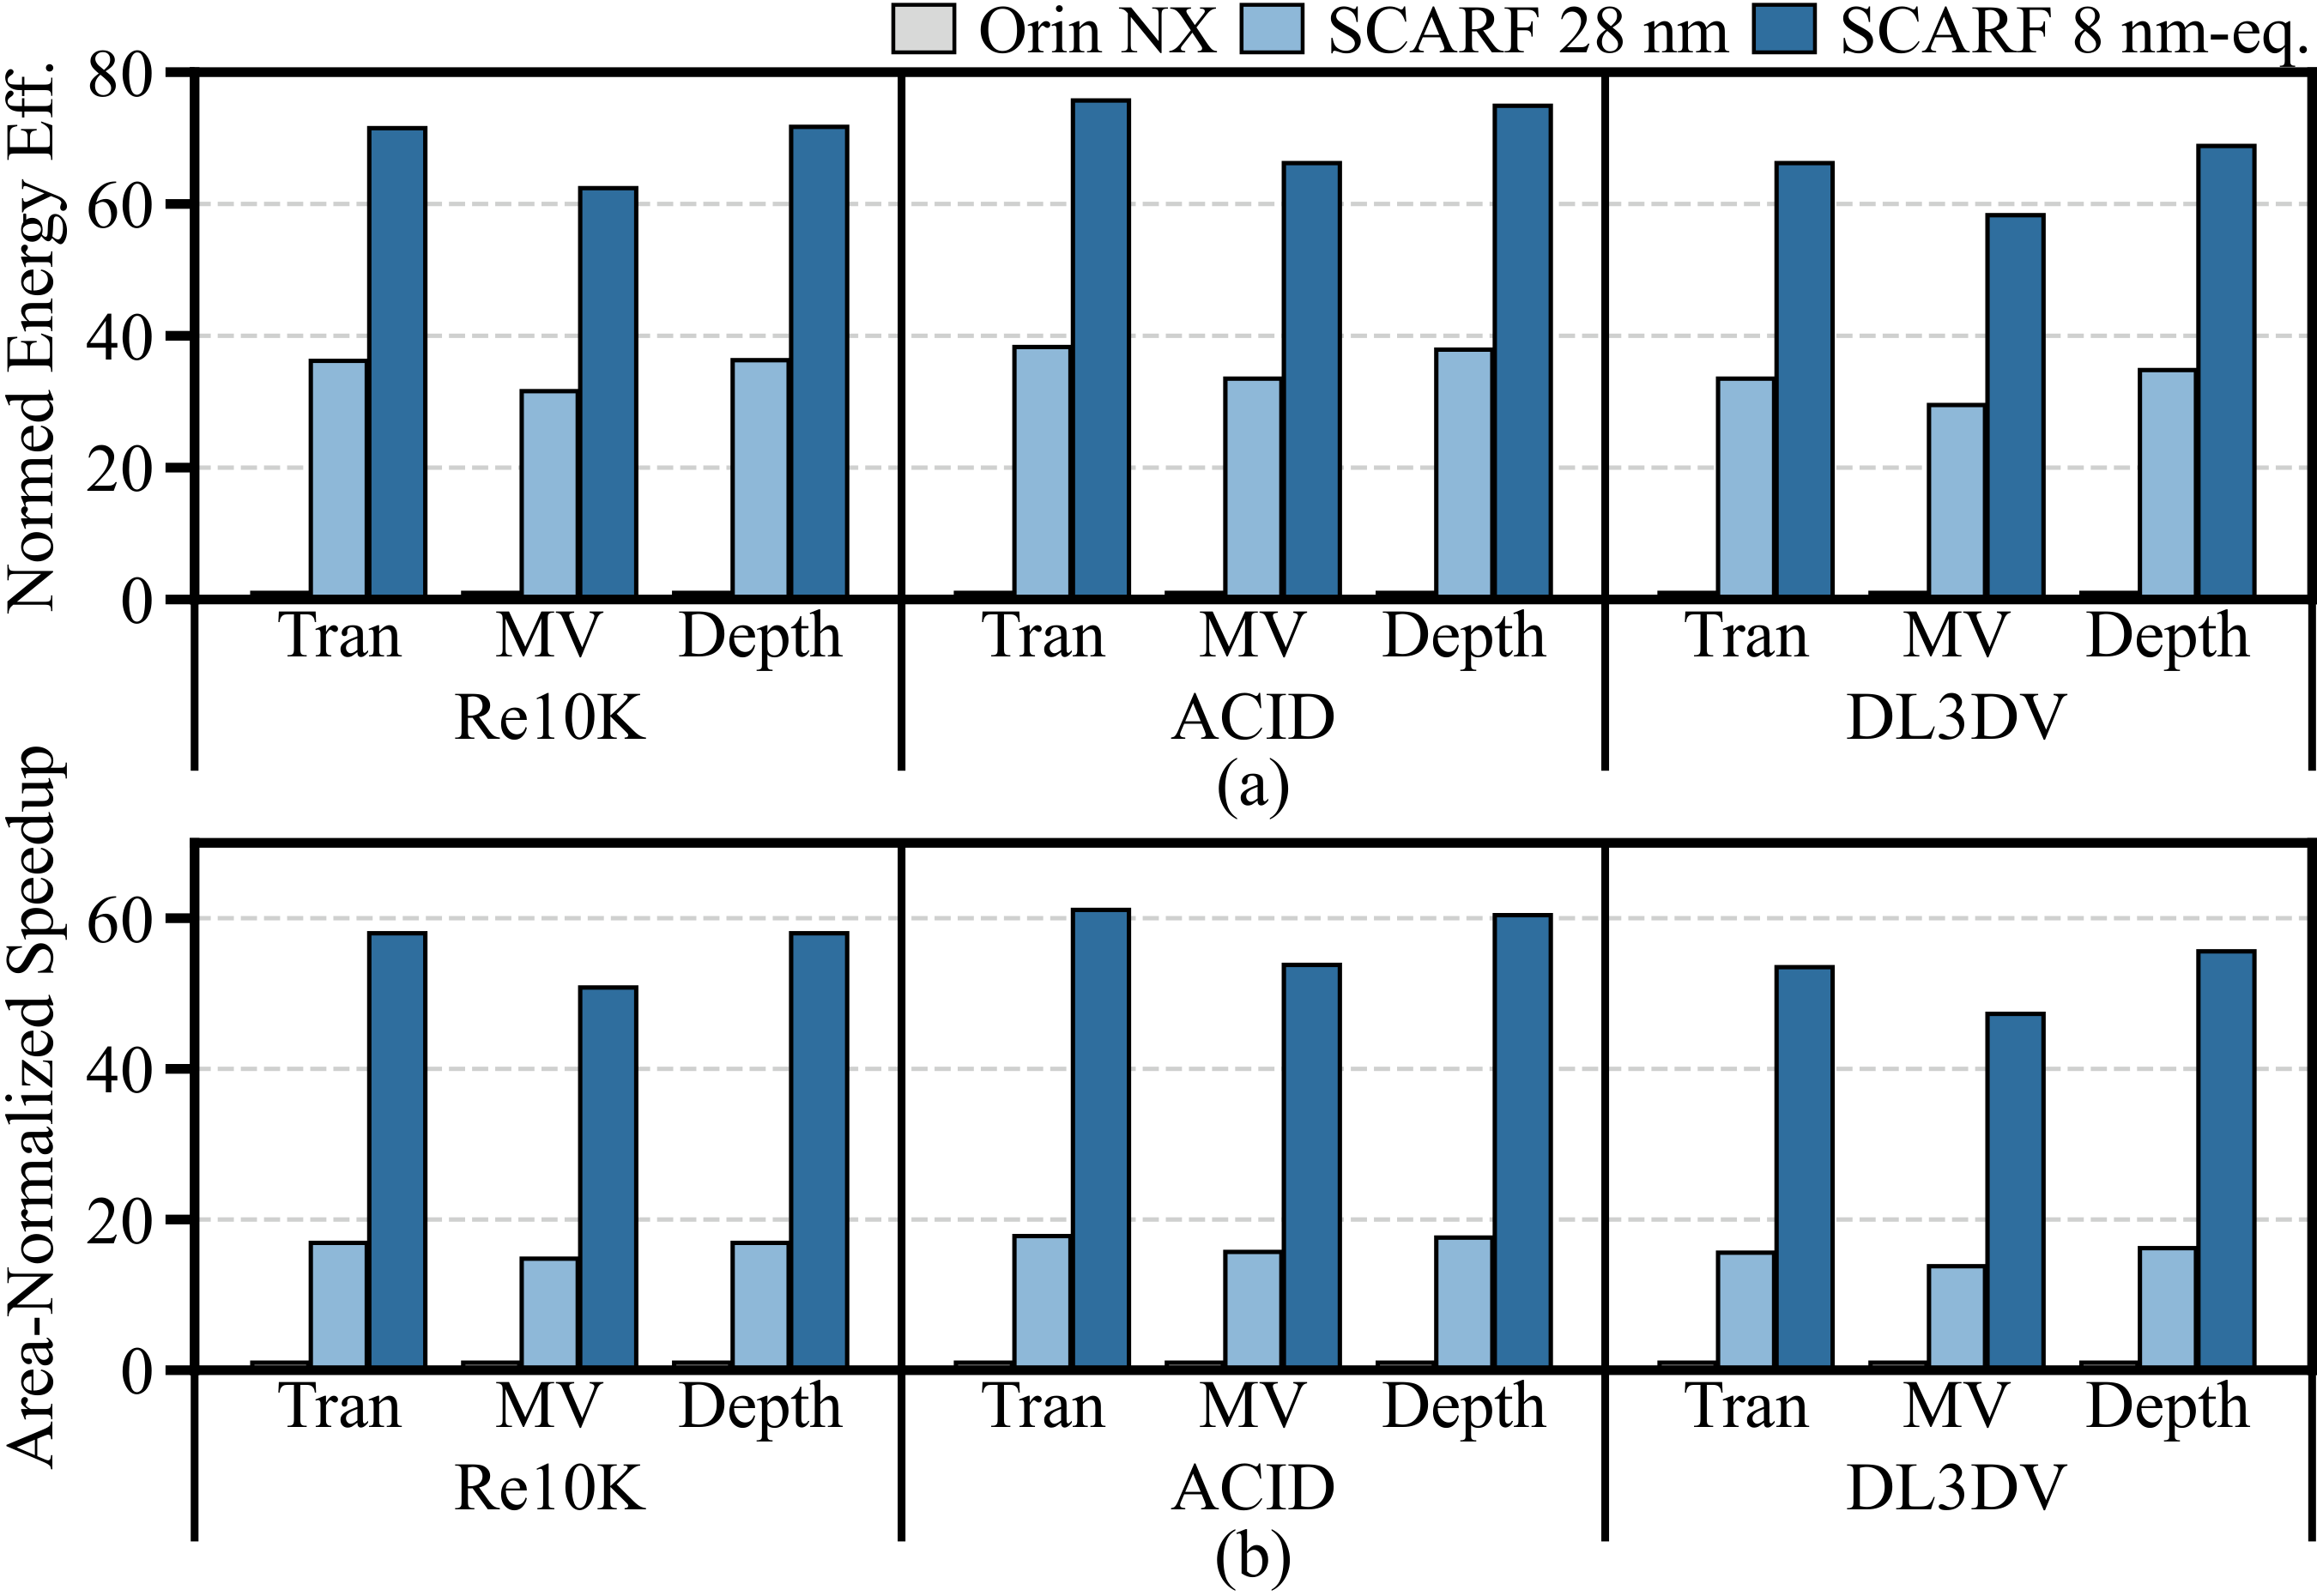 Orin NX SCARF 28 nm SCARF 8 nm-eq.
Normed Energy Eff.
80
60
40
20
0
Tran MV Depth Tran MV Depth Tran MV Depth
Re10K ACID DL3DV
(a)
Area-Normalized Speedup
60
40
20
0
Tran MV Depth Tran MV Depth Tran MV Depth
Re10K ACID DL3DV
(b)